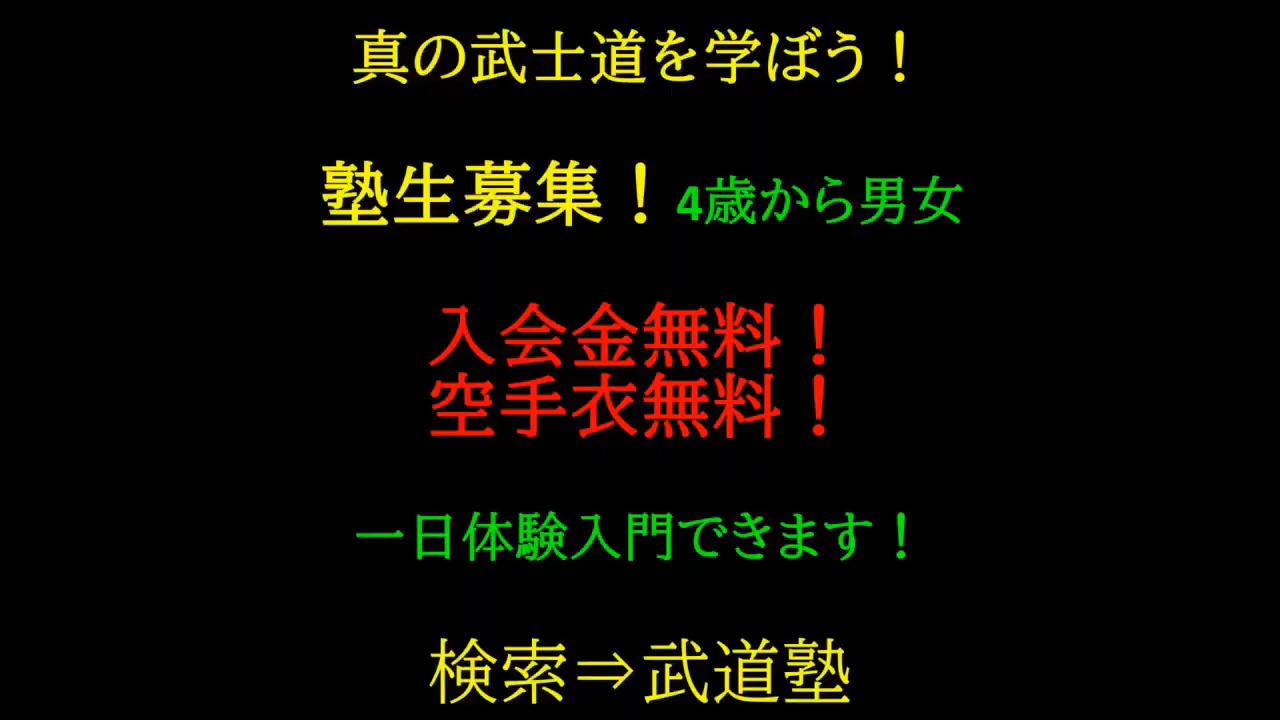 真の武士道を学ぼう！
塾生募集！4歳から男女
入会金無料！
空手衣無料！
一日体験入門できます！
検索⇒武道塾